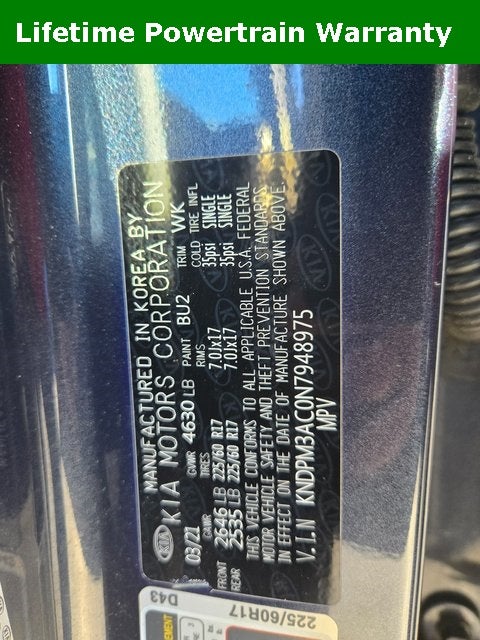 Lifetime Powertrain Warranty
MANUFACTURED IN KOREA BY
KIA KIA MOTORS CORPORATION
03/21 GVWR 4630 LB PAINT BU2 TRIM WK
GAWR TIRES RIMS COLD TIRE INFL
FRONT 2646 LB 225/60 R17 7.0Jx17 35psi SINGLE
REAR 2535 LB 225/60 R17 7.0Jx17 35psi SINGLE
THIS VEHICLE CONFORMS TO ALL APPLICABLE U.S.A. FEDERAL
MOTOR VEHICLE SAFETY AND THEFT PREVENTION STANDARDS
IN EFFECT ON THE DATE OF MANUFACTURE SHOWN ABOVE.
V.I.N KNDPM3AC0N7948975
MPV
D43
225/60R17